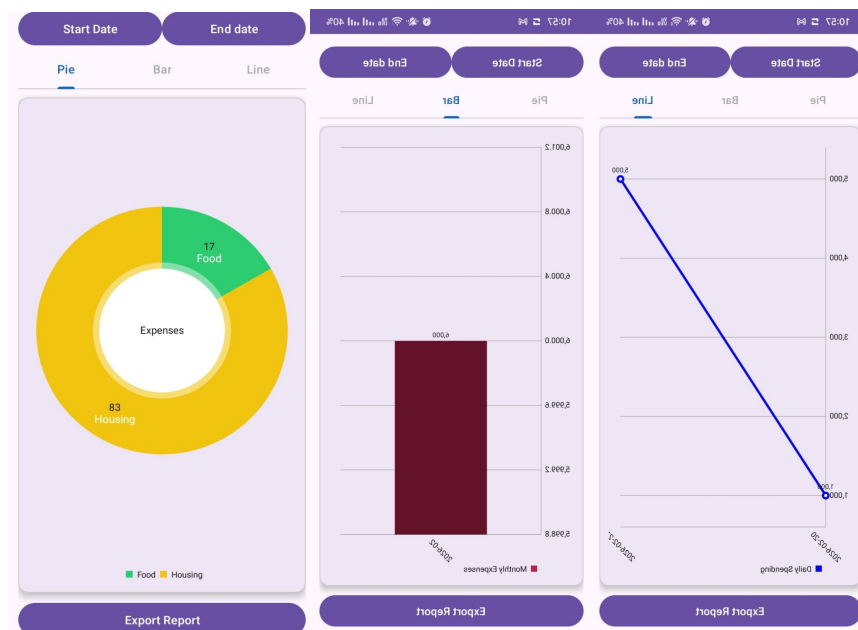 Start Date End date
Pie Bar Line
17
Food
Expenses
83
Housing
Food Housing
Export Report
10:57 40%
Start Date End date
Pie Bar Line
6,001.2
6,000.8
6,000.4
6,000.0
6,000
5,999.6
5,999.2
5,998.8
2026-02
Monthly Expenses
Export Report
10:57 40%
Start Date End date
Pie Bar Line
5,000
5,000
4,000
3,000
2,000
1,000
1,000
2026-02-20
Daily Spending
Export Report